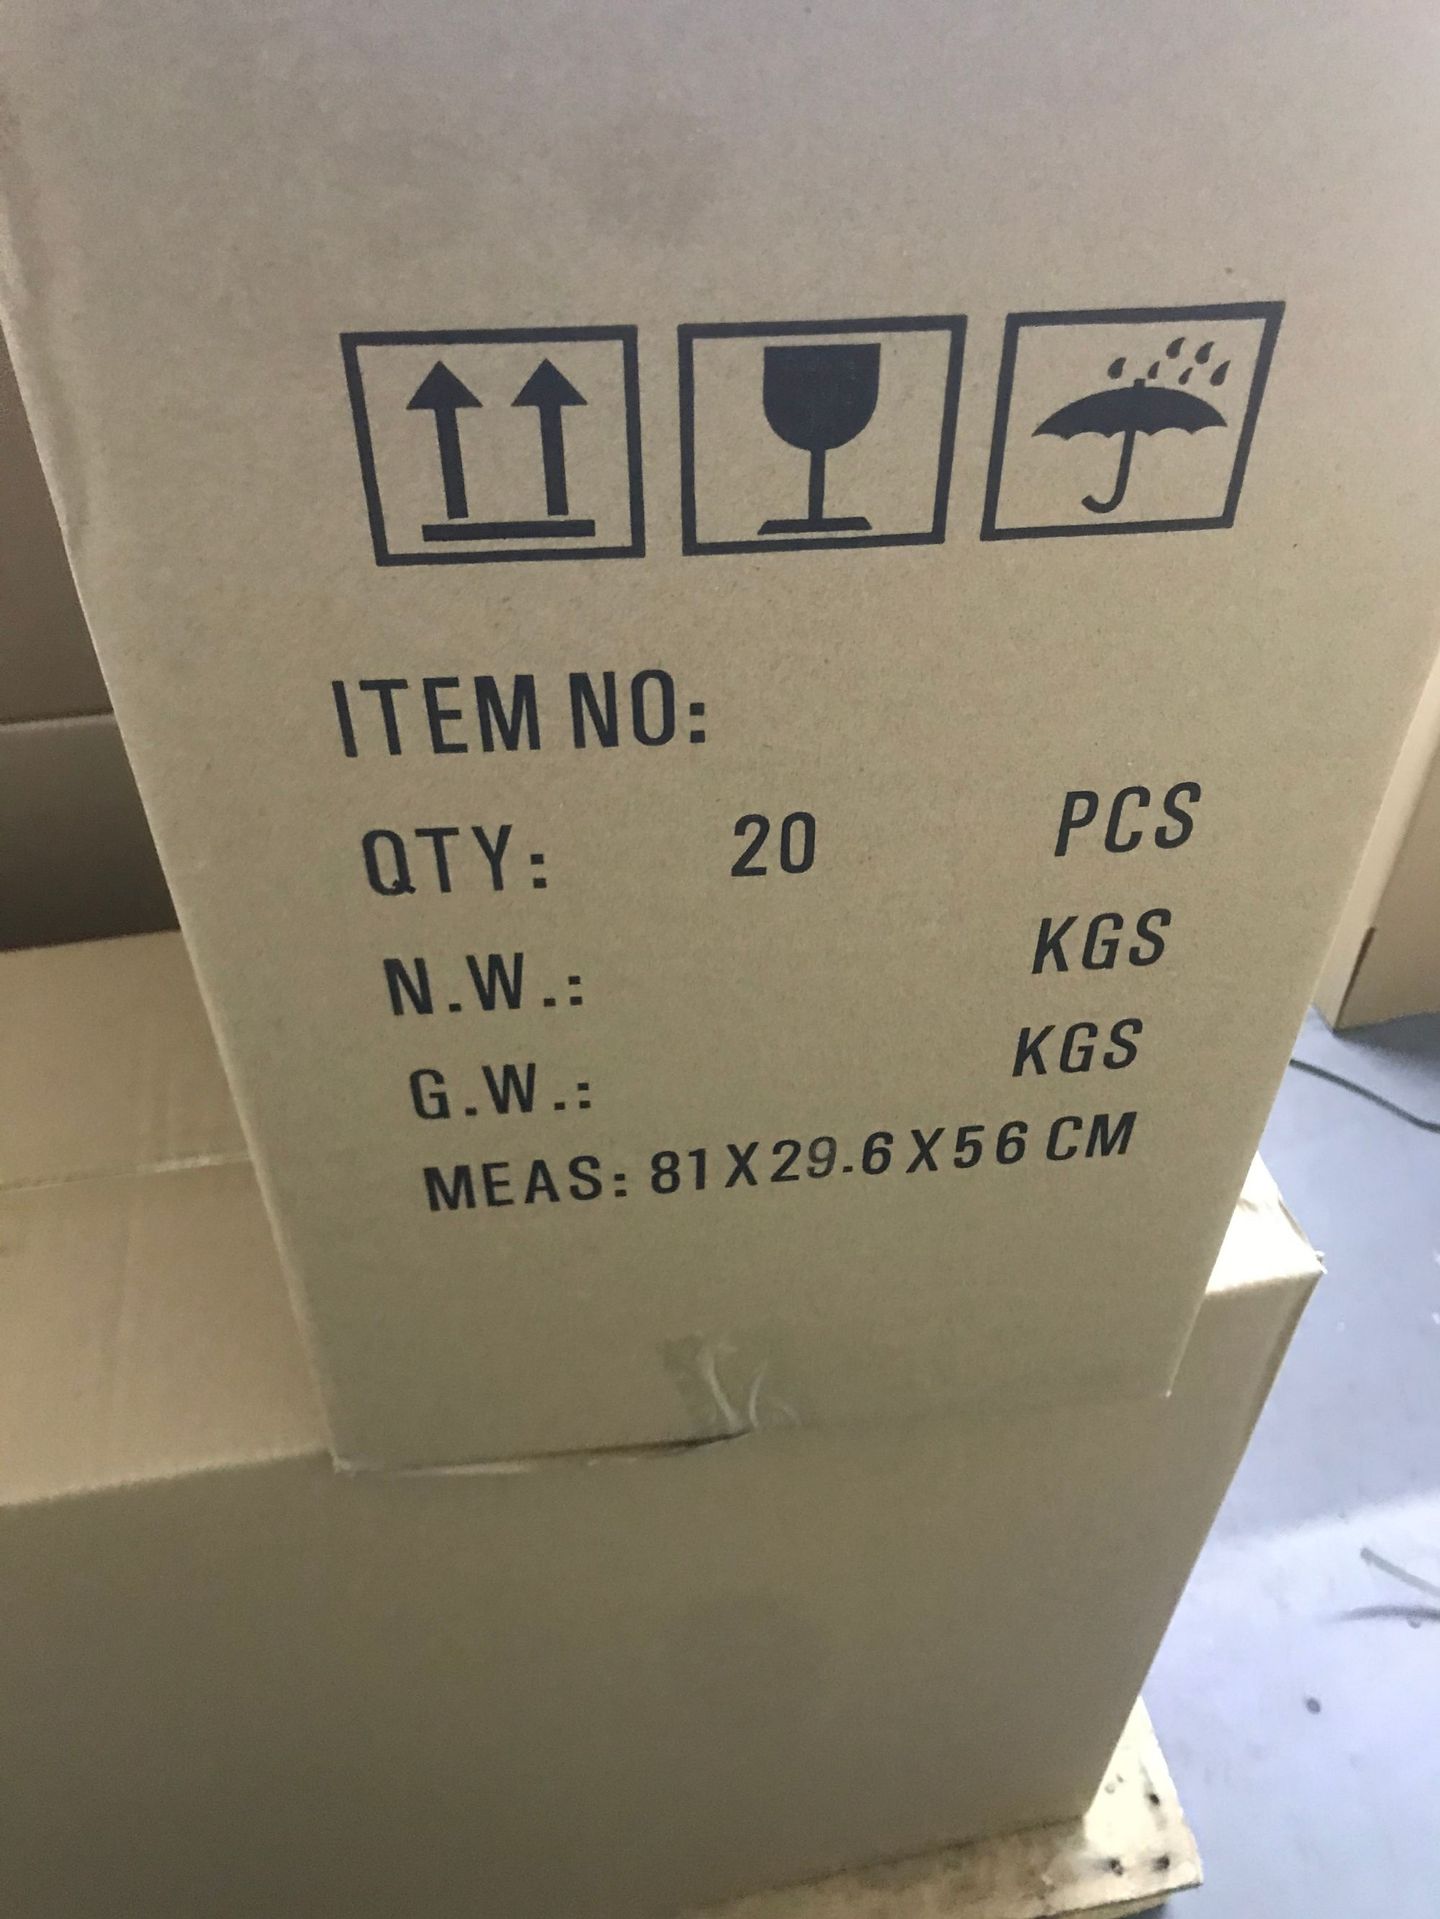 ITEM NO:
QTY: 20 PCS
N.W.: KGS
G.W.: KGS
MEAS: 81X29.6X56 CM